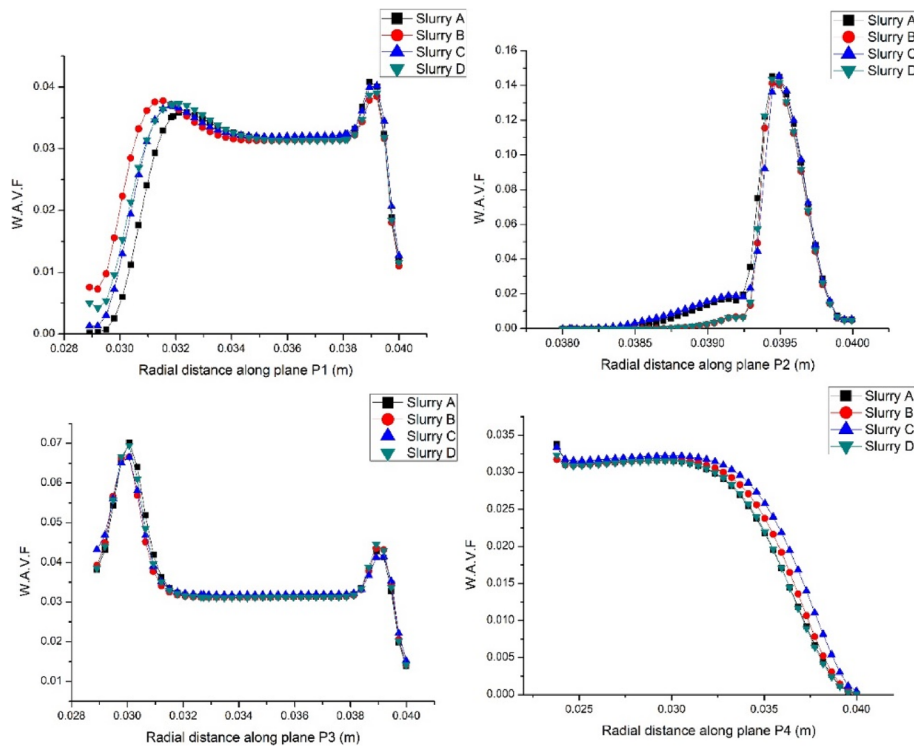 Slurry A
Slurry B
Slurry C
Slurry D
0.04
0.03
0.02
0.01
0.00
W.A.V.F
0.028 0.030 0.032 0.034 0.036 0.038 0.040
Radial distance along plane P1 (m)
Slurry A
Slurry B
Slurry C
Slurry D
0.16
0.14
0.12
0.10
0.08
0.06
0.04
0.02
0.00
W.A.V.F
0.0380 0.0385 0.0390 0.0395 0.0400
Radial distance along plane P2 (m)
Slurry A
Slurry B
Slurry C
Slurry D
0.07
0.06
0.05
0.04
0.03
0.02
0.01
W.A.V.F
0.028 0.030 0.032 0.034 0.036 0.038 0.040
Radial distance along plane P3 (m)
Slurry A
Slurry B
Slurry C
Slurry D
0.035
0.030
0.025
0.020
0.015
0.010
0.005
0.000
W.A.V.F
0.025 0.030 0.035 0.040
Radial distance along plane P4 (m)